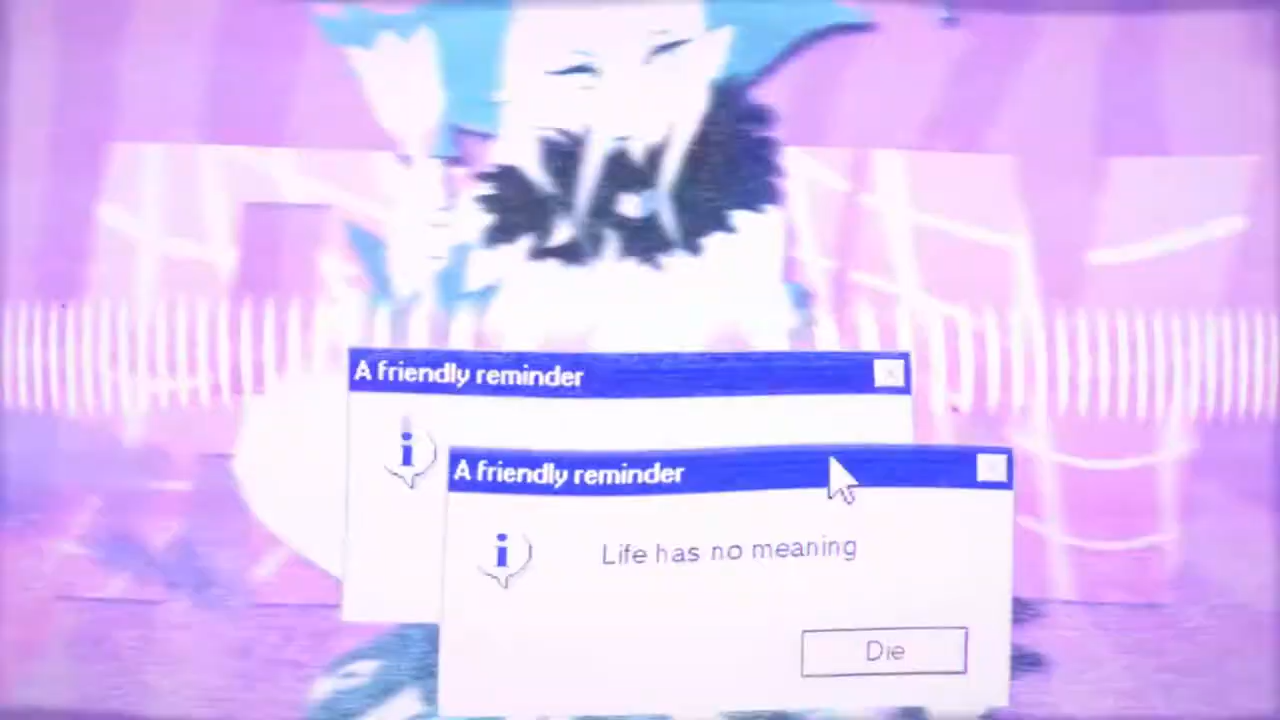 A friendly reminder
A friendly reminder
Life has no meaning
Die